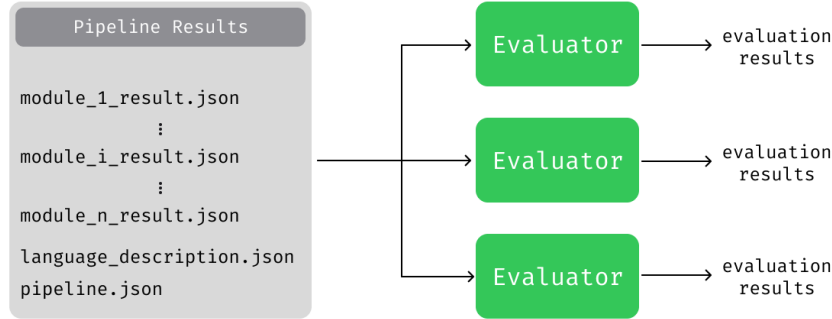 Pipeline Results
module_1_result.json
⋮
module_i_result.json
⋮
module_n_result.json
language_description.json
pipeline.json
Evaluator
evaluation
results
Evaluator
evaluation
results
Evaluator
evaluation
results